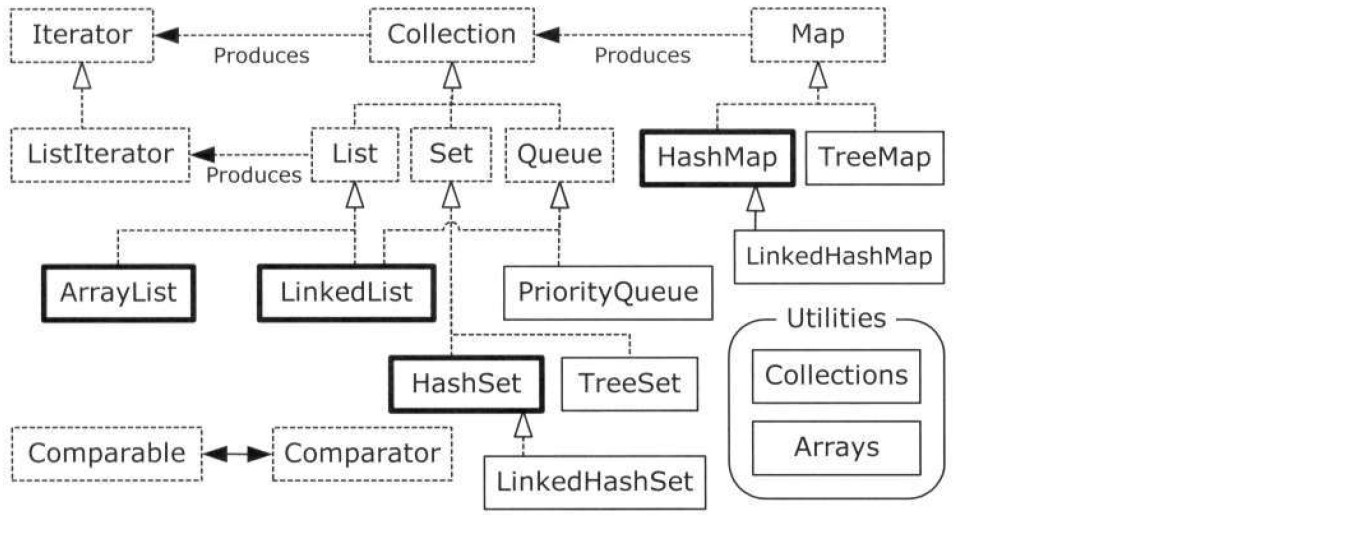 Iterator
Produces
Collection
Produces
Map
ListIterator
Produces
List
Set
Queue
HashMap
TreeMap
LinkedHashMap
ArrayList
LinkedList
PriorityQueue
Utilities
Collections
Arrays
HashSet
TreeSet
Comparable
Comparator
LinkedHashSet